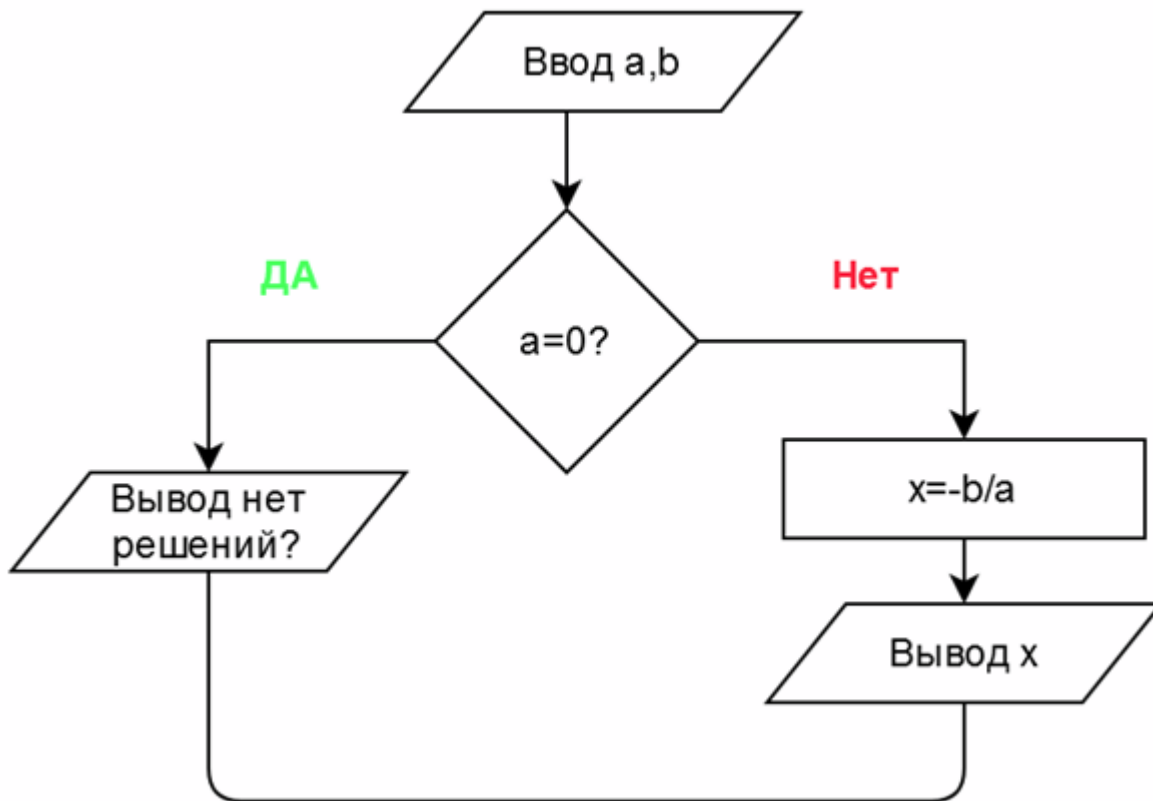 Ввод a,b
ДА
Нет
a=0?
Вывод нет
решений?
x=-b/a
Вывод x